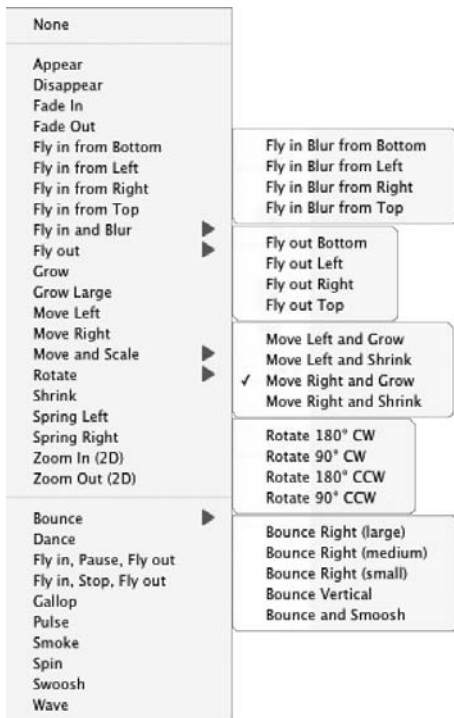 None
Appear
Disappear
Fade In
Fade Out
Fly in from Bottom
Fly in from Left
Fly in from Right
Fly in from Top
Fly in and Blur
Fly out
Grow
Grow Large
Move Left
Move Right
Move and Scale
Rotate
Shrink
Spring Left
Spring Right
Zoom In (2D)
Zoom Out (2D)
Bounce
Dance
Fly in, Pause, Fly out
Fly in, Stop, Fly out
Gallop
Pulse
Smoke
Spin
Swoosh
Wave
Fly in Blur from Bottom
Fly in Blur from Left
Fly in Blur from Right
Fly in Blur from Top
Fly out Bottom
Fly out Left
Fly out Right
Fly out Top
Move Left and Grow
Move Left and Shrink
✓ Move Right and Grow
Move Right and Shrink
Rotate 180° CW
Rotate 90° CW
Rotate 180° CCW
Rotate 90° CCW
Bounce Right (large)
Bounce Right (medium)
Bounce Right (small)
Bounce Vertical
Bounce and Smoosh